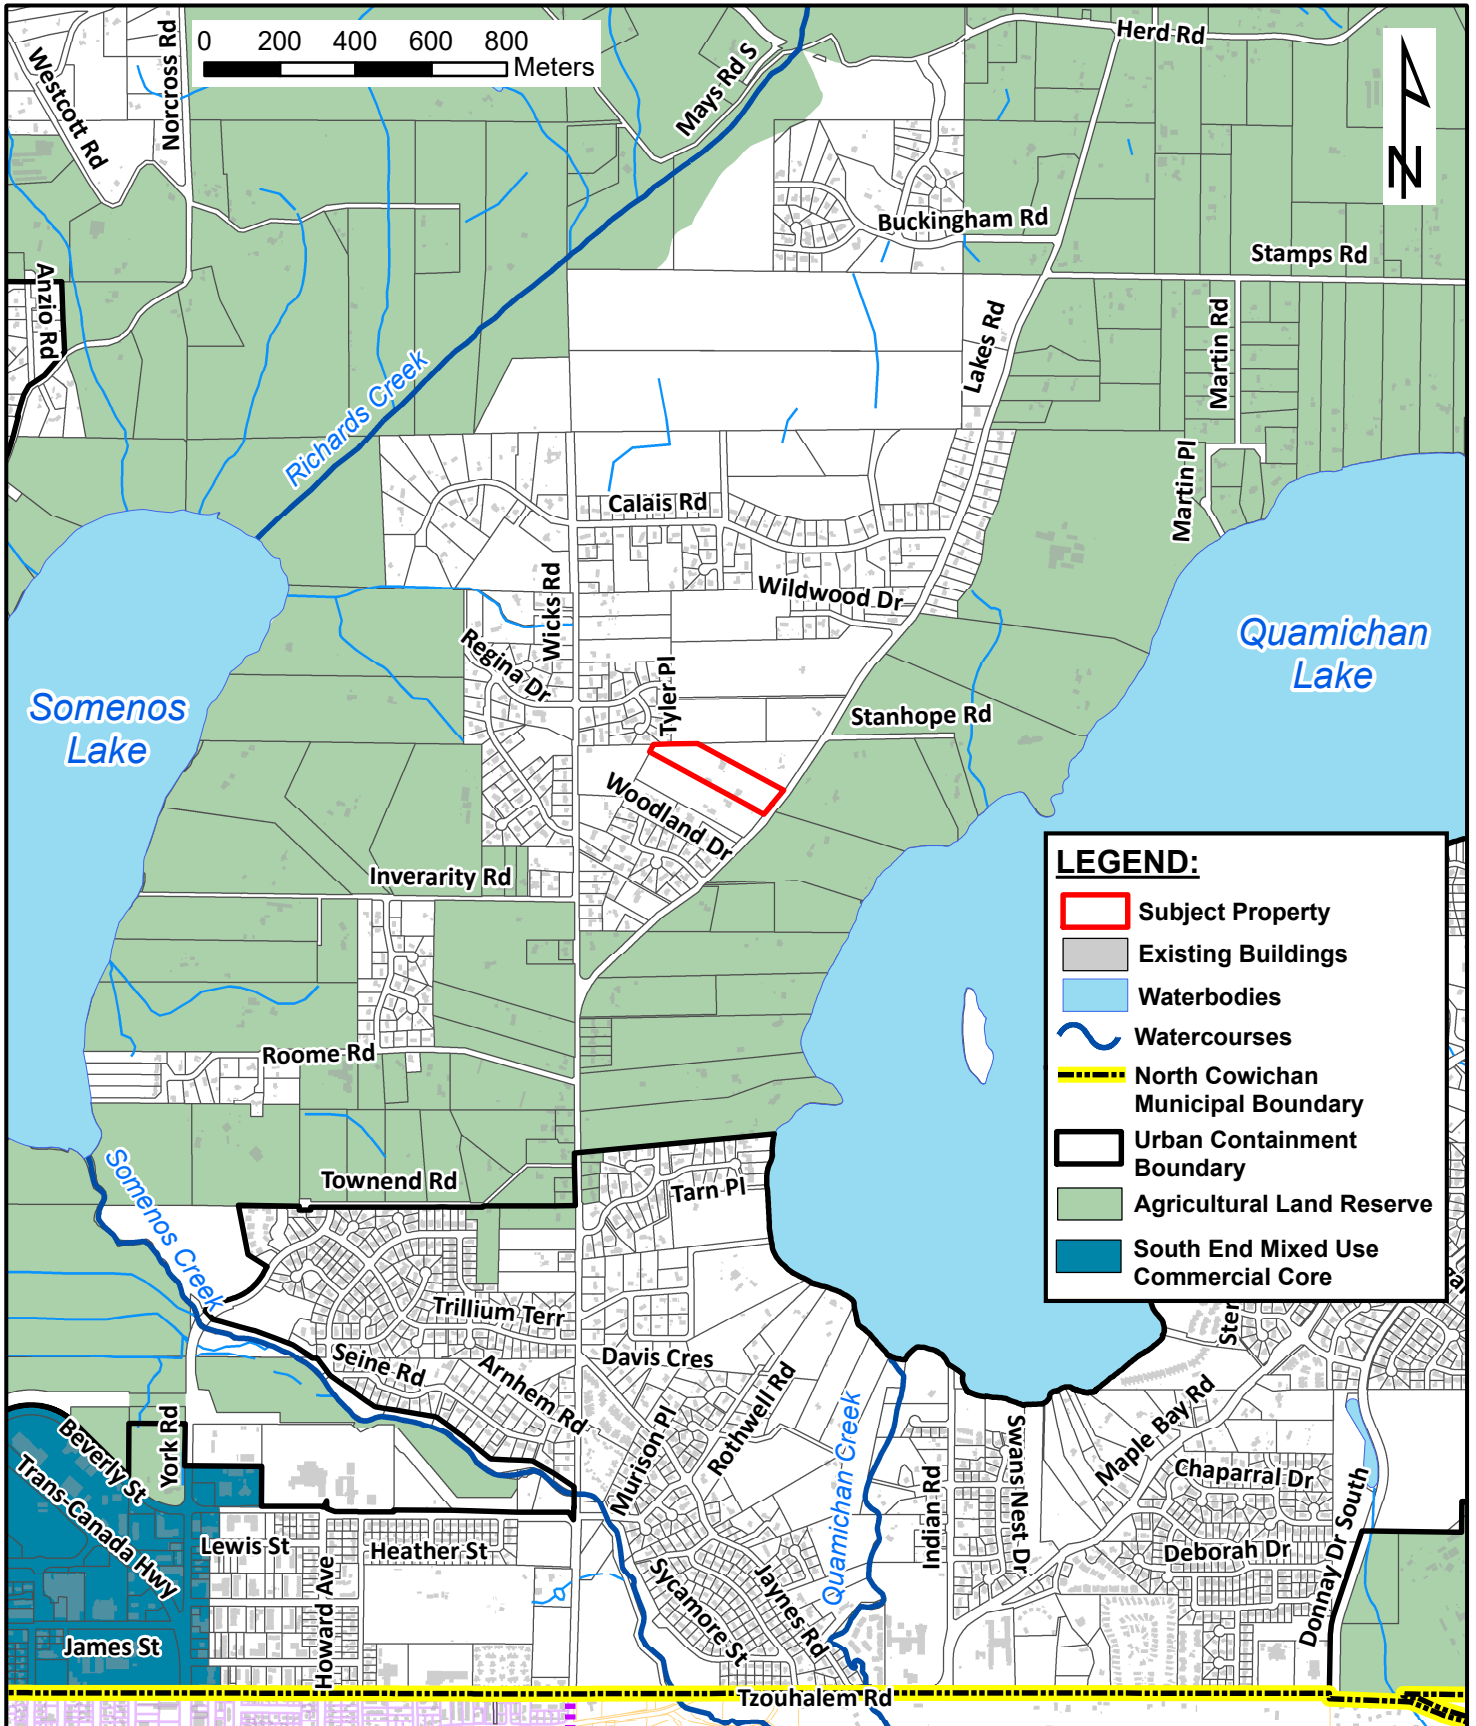 0 200 400 600 800
Meters
Herd Rd
Westcott Rd
Norcross Rd
Mays Rd S
N
Buckingham Rd
Stamps Rd
Anzio Rd
Lakes Rd
Martin Rd
Richards Creek
Martin Pl
Calais Rd
Wicks Rd
Wildwood Dr
Regina Dr
Quamichan
Lake
Tyler Pl
Somenos
Lake
Stanhope Rd
Woodland Dr
Inverarity Rd
LEGEND:
Subject Property
Existing Buildings
Waterbodies
Watercourses
North Cowichan
Municipal Boundary
Urban Containment
Boundary
Agricultural Land Reserve
South End Mixed Use
Commercial Core
Roome Rd
Somenos Creek
Townend Rd
Tarn Pl
Trillium Terr
Seine Rd
Arnhem Rd
Davis Cres
Rothwell Rd
Murison Pl
Quamichan Creek
Indian Rd
Swans Nest Dr
Maple Bay Rd
Ster
Chaparral Dr
Deborah Dr
Donnay Dr South
Beverly St
York Rd
Trans-Canada Hwy
Lewis St
Howard Ave
Heather St
Sycamore St
Jaynes Rd
James St
Tzouhalem Rd